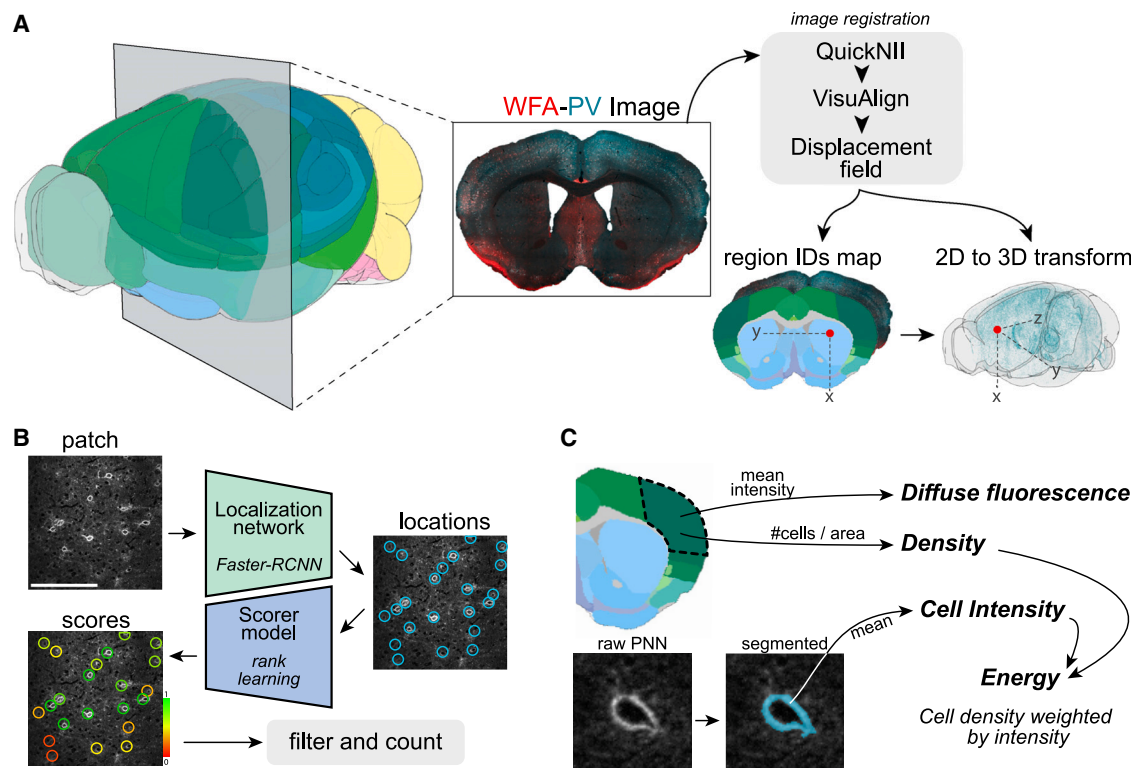 A
WFA-PV Image
image registration
QuickNII
VisuAlign
Displacement
field
region IDs map
y
x
2D to 3D transform
z
y
x
B
patch
Localization
network
Faster-RCNN
locations
Scorer
model
rank
learning
scores
1
0
filter and count
C
mean
intensity
Diffuse fluorescence
#cells / area
Density
mean
Cell Intensity
raw PNN
segmented
Energy
Cell density weighted
by intensity